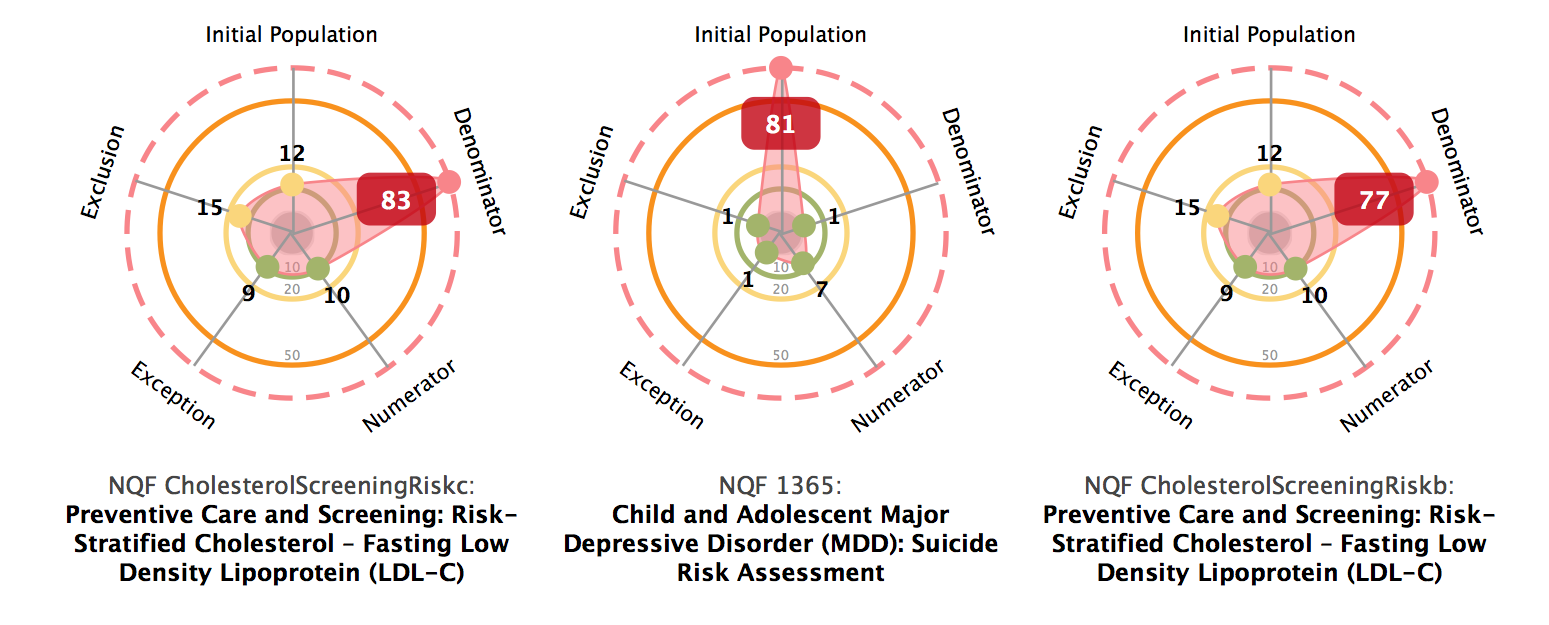 Initial Population
Denominator
Numerator
Exception
Exclusion
12
83
10
9
15
10
20
50
NQF CholesterolScreeningRiskc:
Preventive Care and Screening: Risk-
Stratified Cholesterol – Fasting Low
Density Lipoprotein (LDL-C)
Initial Population
Denominator
Numerator
Exception
Exclusion
81
1
7
1
1
10
20
50
NQF 1365:
Child and Adolescent Major
Depressive Disorder (MDD): Suicide
Risk Assessment
Initial Population
Denominator
Numerator
Exception
Exclusion
12
77
10
9
15
10
20
50
NQF CholesterolScreeningRiskb:
Preventive Care and Screening: Risk-
Stratified Cholesterol – Fasting Low
Density Lipoprotein (LDL-C)